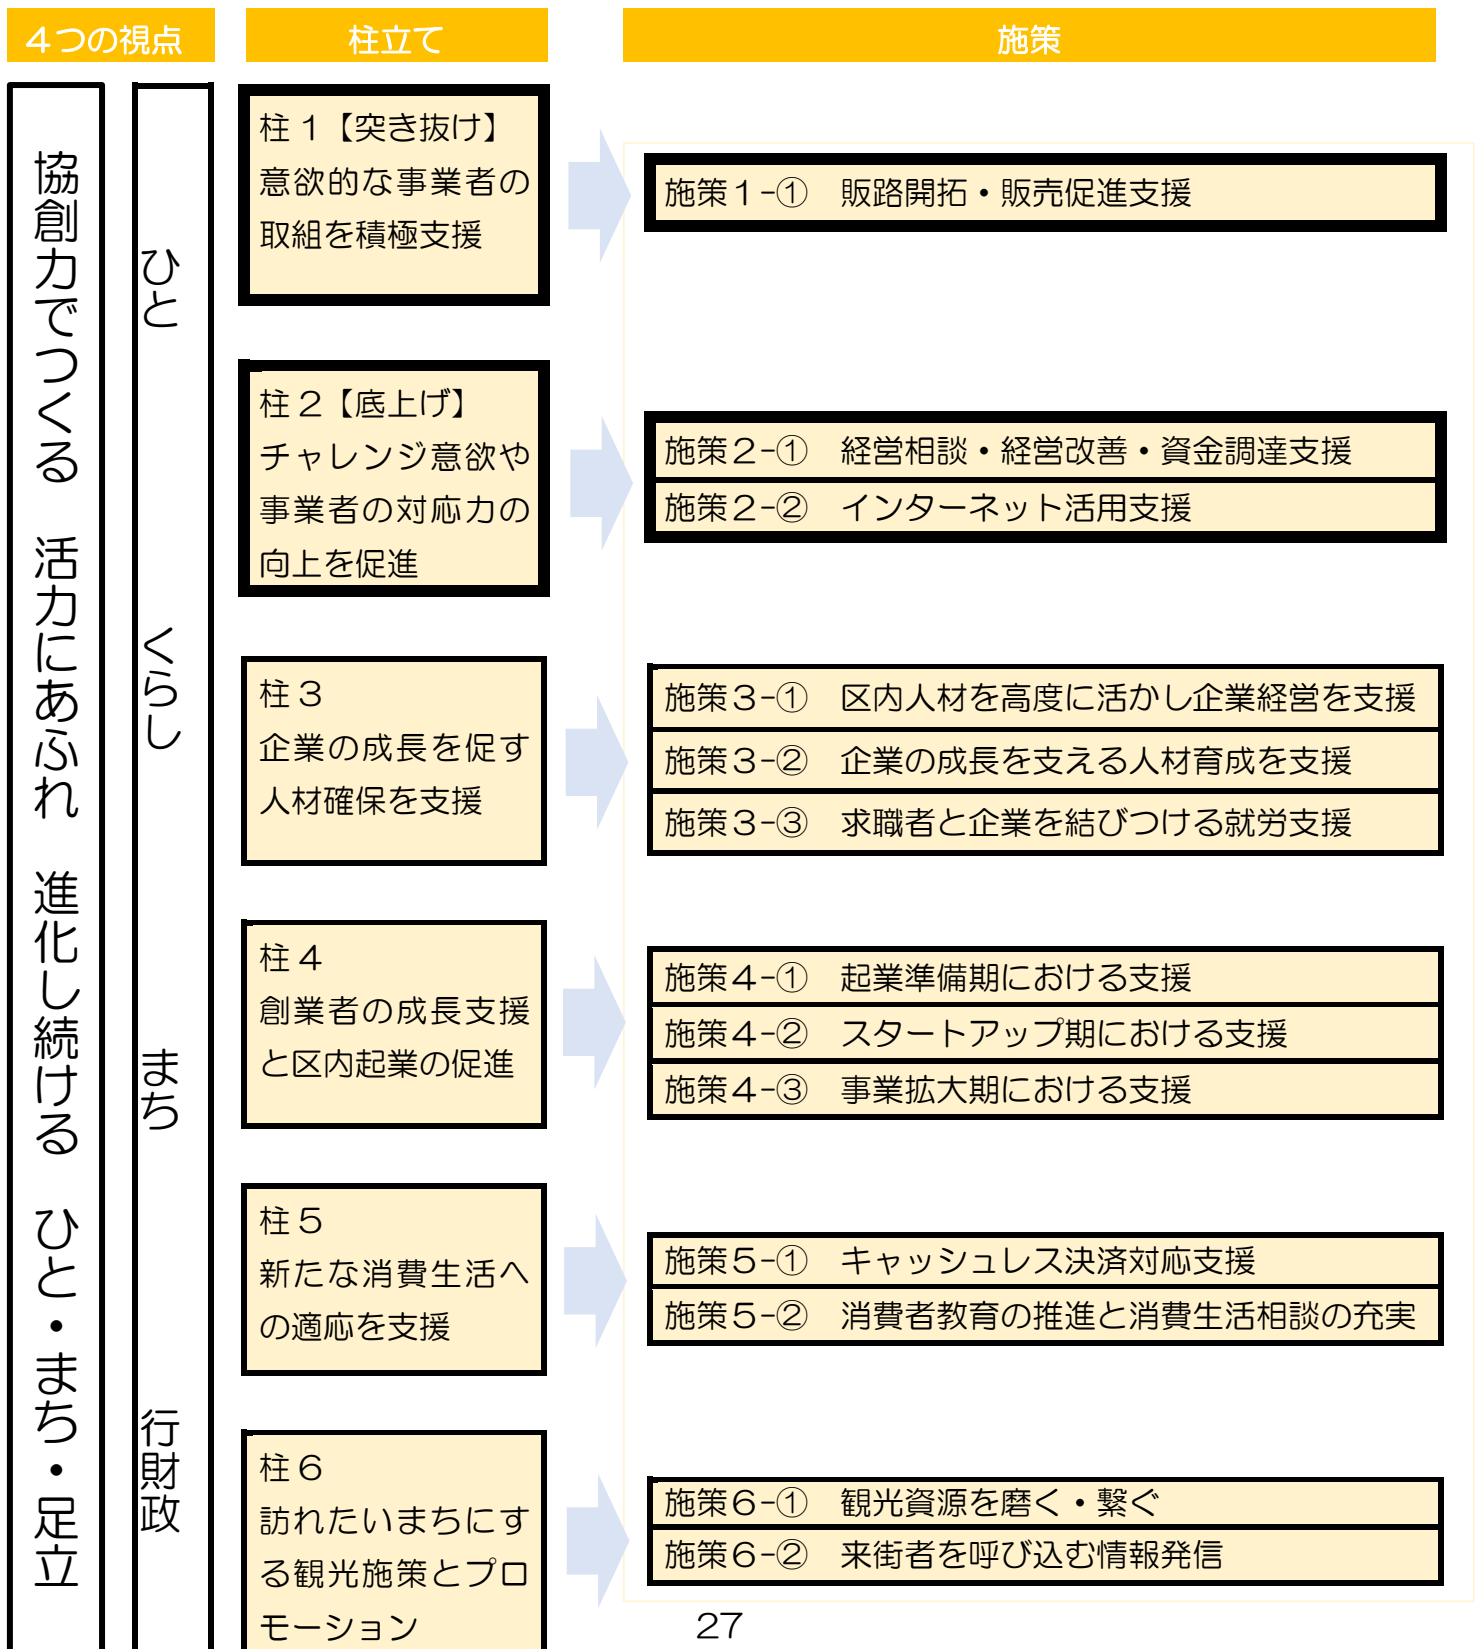 ４つの視点
柱立て
施策
協創力でつくる　活力にあふれ　進化し続ける　ひと・まち・足立
ひと
くらし
まち
行財政
柱１【突き抜け】
意欲的な事業者の
取組を積極支援
施策１-①　販路開拓・販売促進支援
柱２【底上げ】
チャレンジ意欲や
事業者の対応力の
向上を促進
施策２-①　経営相談・経営改善・資金調達支援
施策２-②　インターネット活用支援
柱３
企業の成長を促す
人材確保を支援
施策３-①　区内人材を高度に活かし企業経営を支援
施策３-②　企業の成長を支える人材育成を支援
施策３-③　求職者と企業を結びつける就労支援
柱４
創業者の成長支援
と区内起業の促進
施策４-①　起業準備期における支援
施策４-②　スタートアップ期における支援
施策４-③　事業拡大期における支援
柱５
新たな消費生活へ
の適応を支援
施策５-①　キャッシュレス決済対応支援
施策５-②　消費者教育の推進と消費生活相談の充実
柱６
訪れたいまちにす
る観光施策とプロ
モーション
施策６-①　観光資源を磨く・繋ぐ
施策６-②　来街者を呼び込む情報発信
27